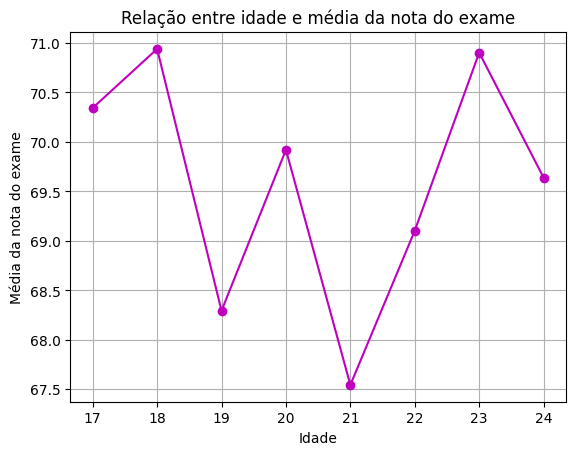 Relação entre idade e média da nota do exame
Média da nota do exame
71.0
70.5
70.0
69.5
69.0
68.5
68.0
67.5
17 18 19 20 21 22 23 24
Idade